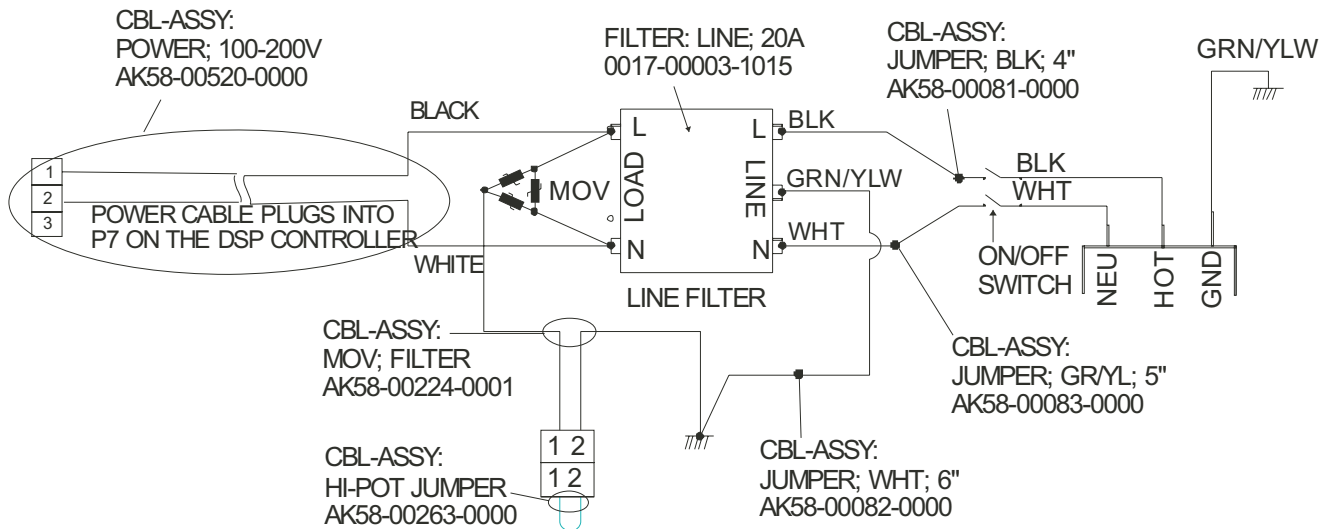 CBL-ASSY:
POWER; 100-200V
AK58-00520-0000
FILTER: LINE; 20A
0017-00003-1015
CBL-ASSY:
JUMPER; BLK; 4"
AK58-00081-0000
GRN/YLW
BLACK
L
L
BLK
1
2
3
POWER CABLE PLUGS INTO
P7 ON THE DSP CONTROLLER
MOV
LOAD
LINE
GRN/YLW
BLK
WHT
WHITE
N
N
WHT
ON/OFF
SWITCH
NEU
HOT
GND
LINE FILTER
CBL-ASSY:
MOV; FILTER
AK58-00224-0001
CBL-ASSY:
JUMPER; GR/YL; 5"
AK58-00083-0000
1 2
1 2
CBL-ASSY:
HI-POT JUMPER
AK58-00263-0000
CBL-ASSY:
JUMPER; WHT; 6"
AK58-00082-0000